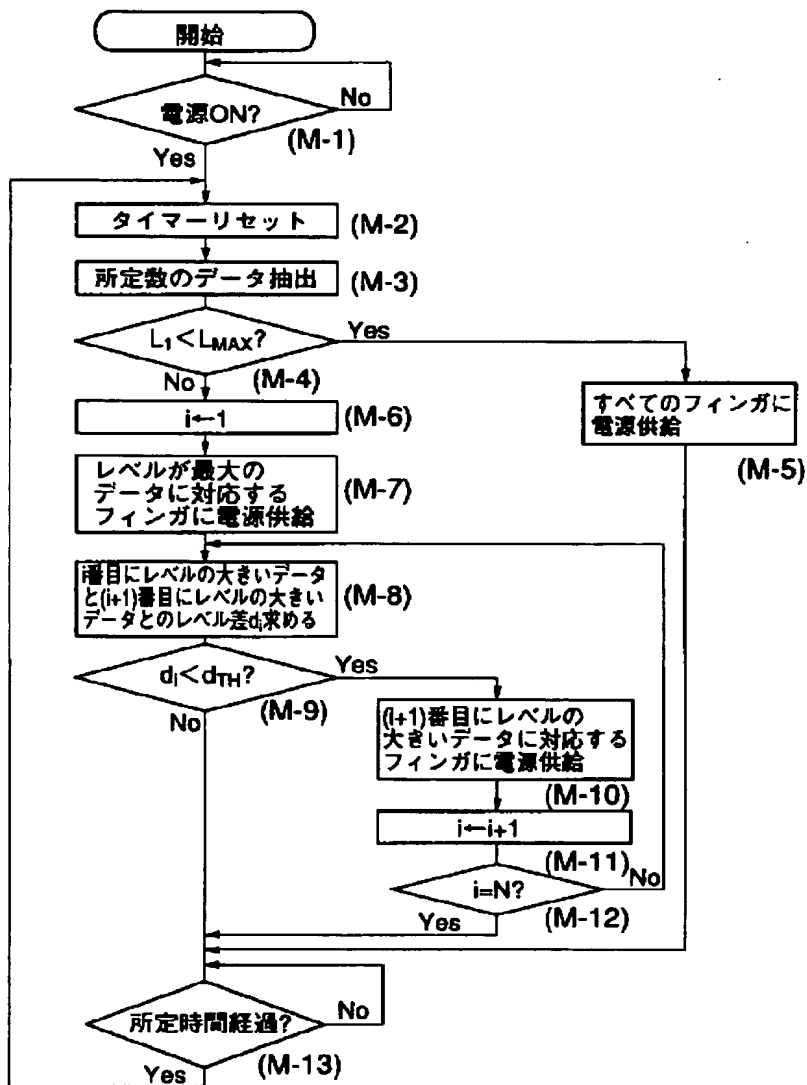 開始
電源ON?
No
(M-1)
Yes
タイマーリセット
(M-2)
所定数のデータ抽出
(M-3)
L1<LMAX?
Yes
No
(M-4)
i←1
(M-6)
すべてのフィンガに
電源供給
(M-5)
レベルが最大の
データに対応する
フィンガに電源供給
(M-7)
i番目にレベルの大きいデータ
と(i+1)番目にレベルの大きい
データとのレベル差di求める
(M-8)
di<dTH?
Yes
(M-9)
No
(i+1)番目にレベルの
大きいデータに対応する
フィンガに電源供給
(M-10)
i←i+1
(M-11)
No
i=N?
Yes
(M-12)
所定時間経過?
No
(M-13)
Yes